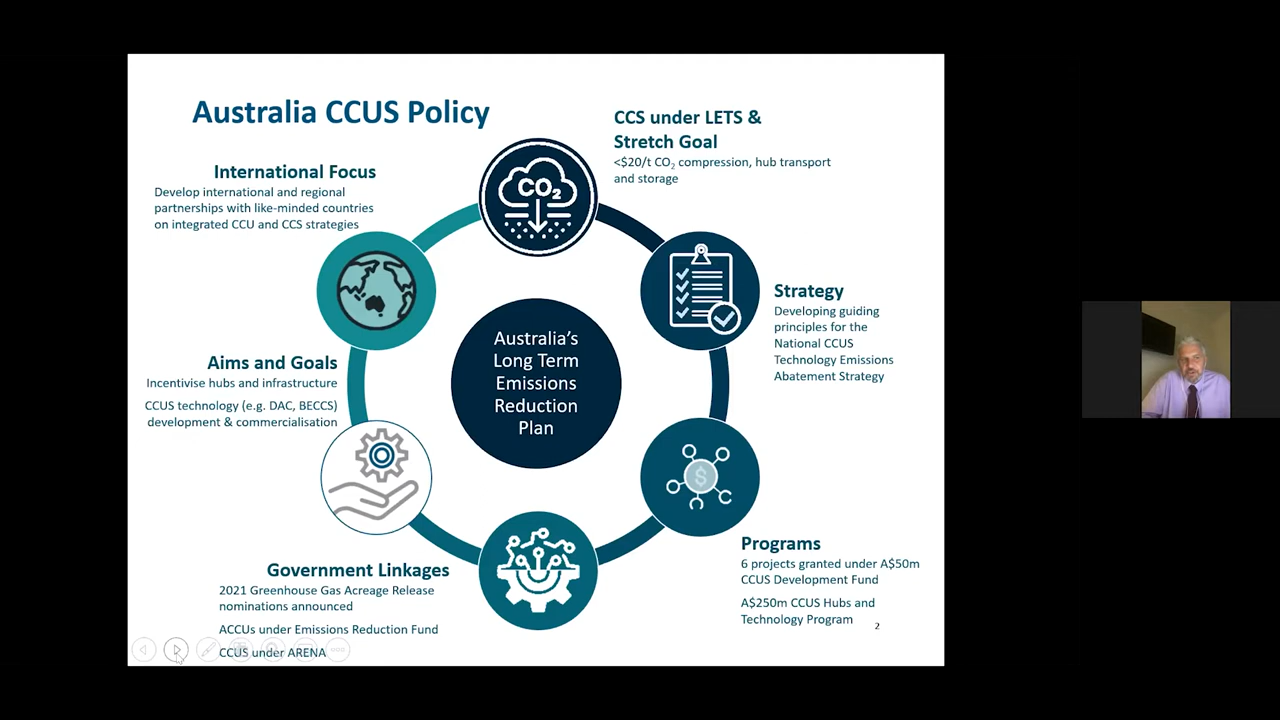 Australia CCUS Policy
CCS under LETS &
Stretch Goal
<$20/t CO₂ compression, hub transport
and storage
CO₂
International Focus
Develop international and regional
partnerships with like-minded countries
on integrated CCU and CCS strategies
Strategy
Developing guiding
principles for the
National CCUS
Technology Emissions
Abatement Strategy
Australia's
Long Term
Emissions
Reduction
Plan
Aims and Goals
Incentivise hubs and infrastructure
CCUS technology (e.g. DAC, BECCS)
development & commercialisation
$
Programs
6 projects granted under A$50m
CCUS Development Fund
A$250m CCUS Hubs and
Technology Program
Government Linkages
2021 Greenhouse Gas Acreage Release
nominations announced
ACCUs under Emissions Reduction Fund
CCUS under ARENA
2